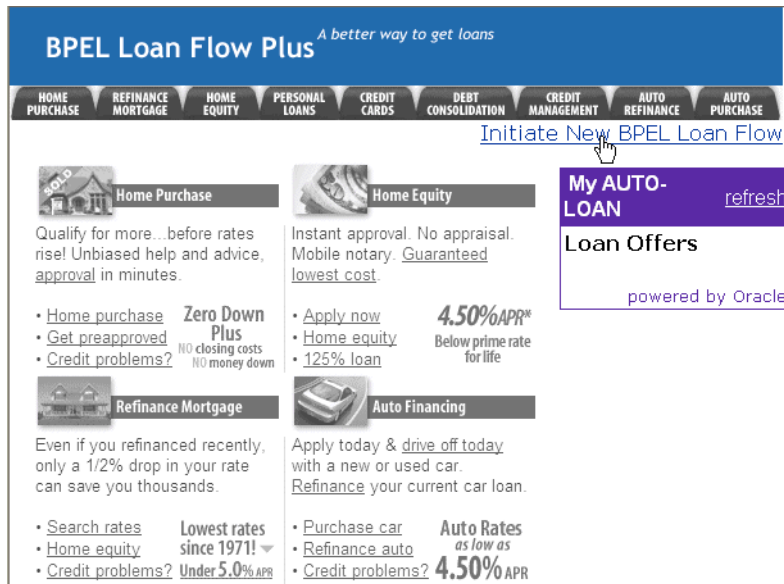 BPEL Loan Flow Plus A better way to get loans
HOME PURCHASE REFINANCE MORTGAGE HOME EQUITY PERSONAL LOANS CREDIT CARDS DEBT CONSOLIDATION CREDIT MANAGEMENT AUTO REFINANCE AUTO PURCHASE
Initiate New BPEL Loan Flow
SOLD
Home Purchase
Qualify for more...before rates
rise! Unbiased help and advice,
approval in minutes.
• Home purchase
• Get preapproved
• Credit problems?
Zero Down
Plus
NO closing costs
NO money down
Home Equity
Instant approval. No appraisal.
Mobile notary. Guaranteed
lowest cost.
• Apply now
• Home equity
• 125% loan
4.50% APR*
Below prime rate
for life
My AUTO-
LOAN refresh
Loan Offers
powered by Oracle
Refinance Mortgage
Even if you refinanced recently,
only a 1/2% drop in your rate
can save you thousands.
• Search rates
• Home equity
• Credit problems?
Lowest rates
since 1971!
Under 5.0% APR
Auto Financing
Apply today & drive off today
with a new or used car.
Refinance your current car loan.
• Purchase car
• Refinance auto
• Credit problems?
Auto Rates
as low as
4.50% APR